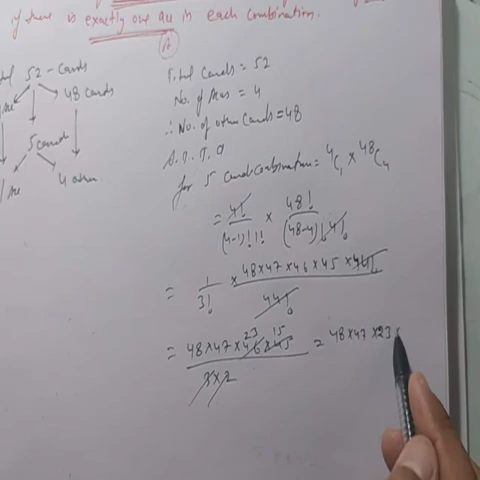 if there is exactly one ace in each combination.
52 - Cards
48 Cards
5 cards
4 other
Total Cards = 52
No. of Aces = 4
∴ No. of other Cards = 48
A. T. Q
for 5 card combination = ⁴C₁ × ⁴⁸C₄
= 4! / (4-1)! 1! × 48! / (48-4)! 4!
= 1 / 3! × 48×47×46×45×44! / 44!
= 48×47×46×45 / 3×2 23 15 = 48×47×23